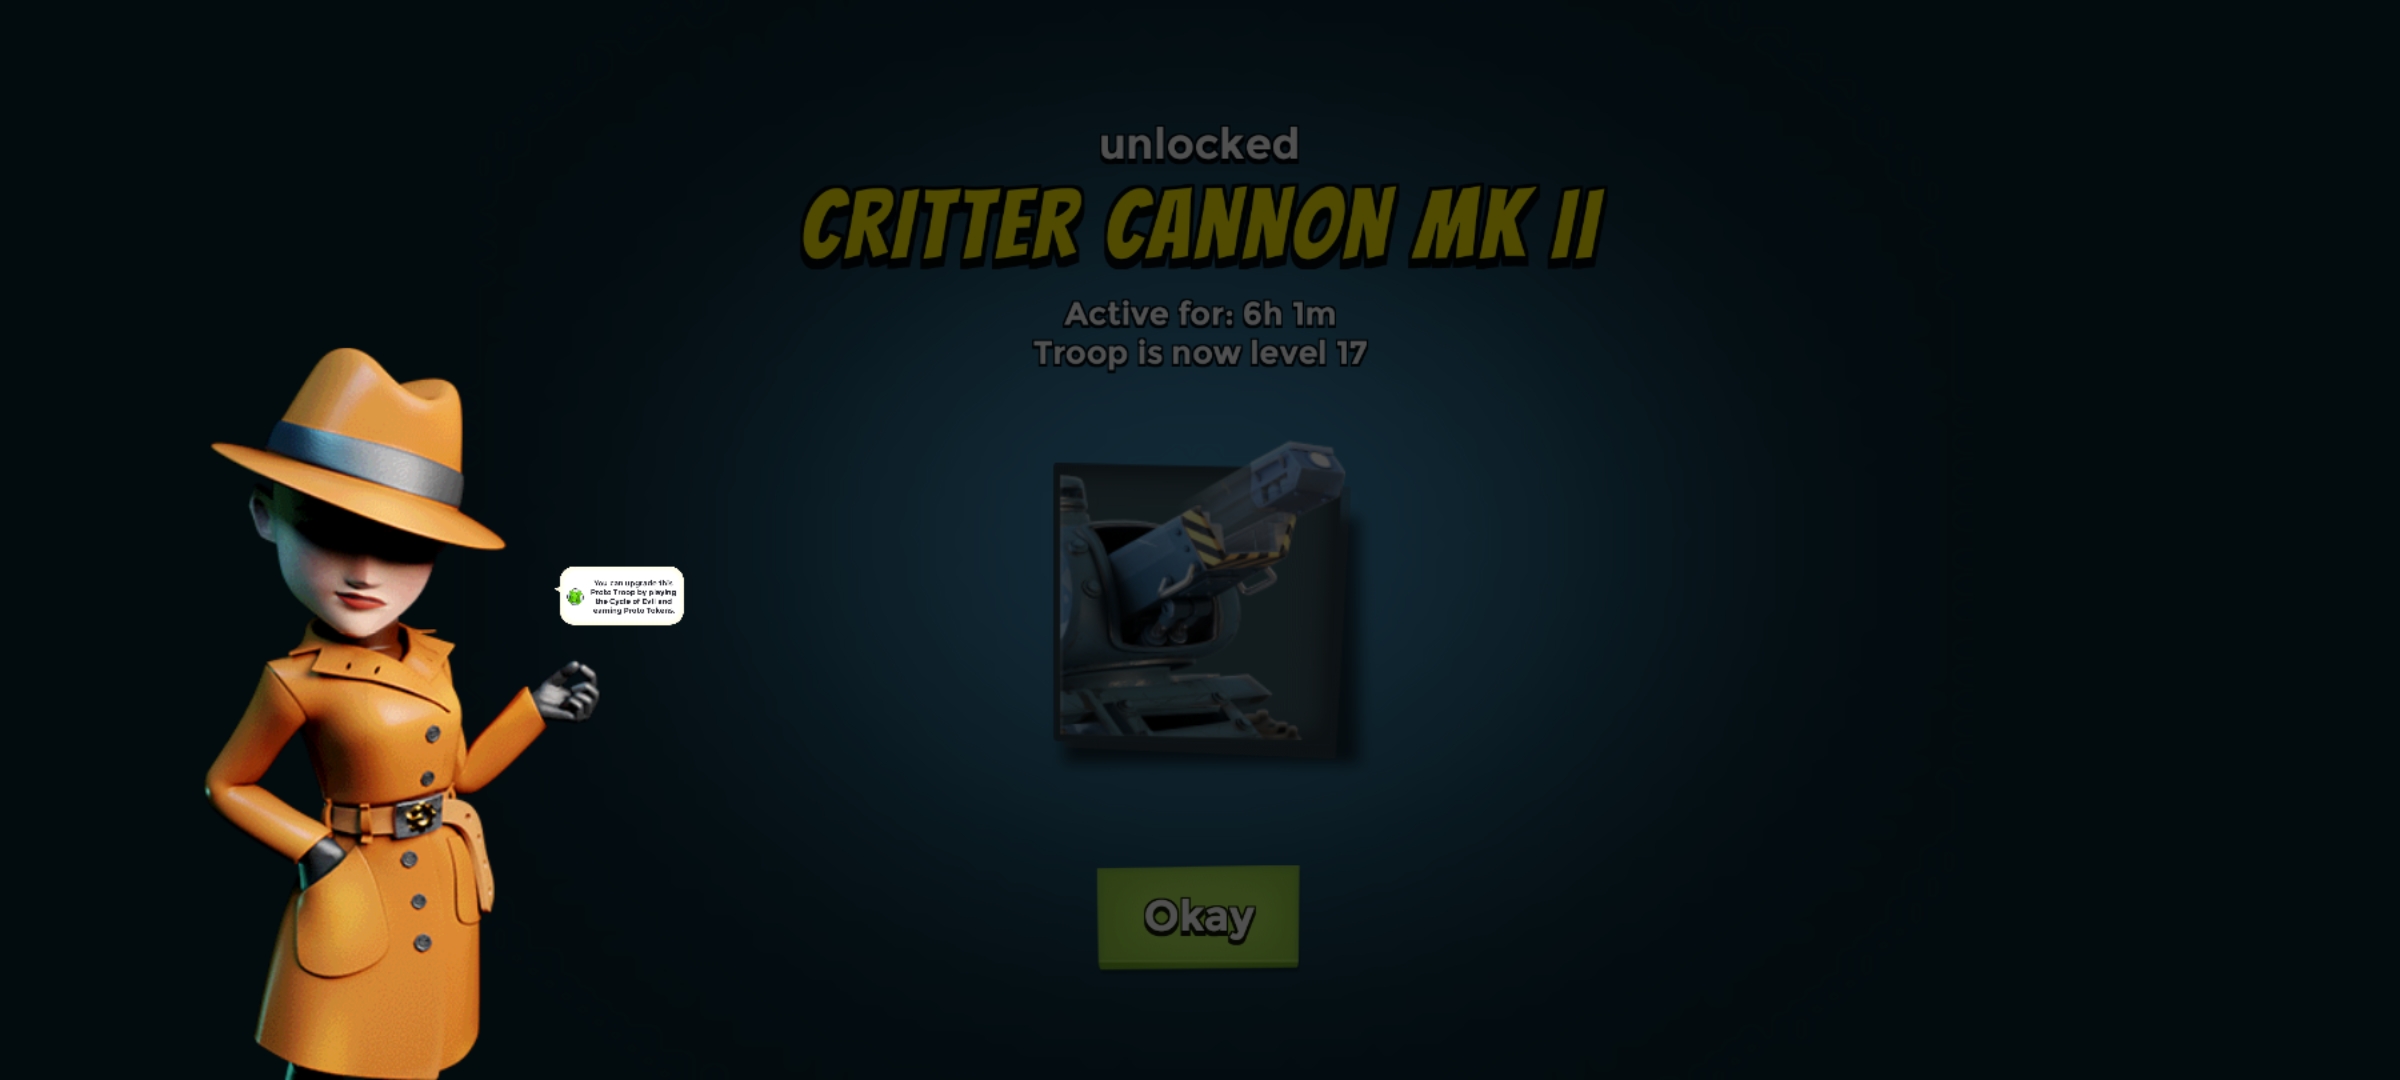 unlocked
CRITTER CANNON MK II
Active for: 6h 1m
Troop is now level 17
You can upgrade this
Proto Troop by playing
the Cycle of Evil and
earning Proto Tokens.
Okay